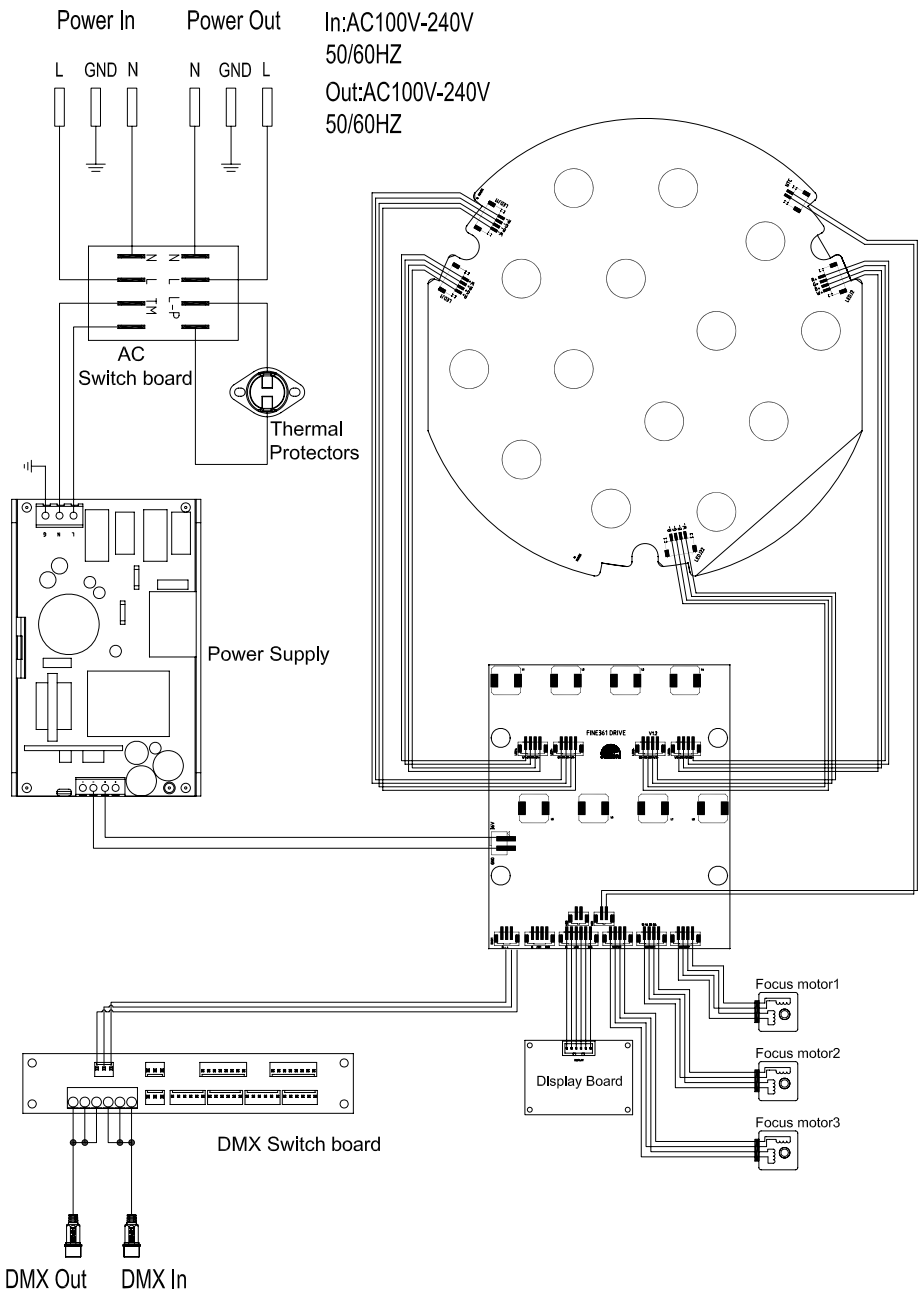 Power In
Power Out
In:AC100V-240V
50/60HZ
Out:AC100V-240V
50/60HZ
L
GND
N
N
GND
L
N
N
L
L
TM
L-P
AC
Switch board
Thermal
Protectors
G
N
L
Power Supply
FINE361 DRIVE
V1.2
Focus motor1
Focus motor2
Focus motor3
Display Board
DMX Switch board
DMX Out
DMX In